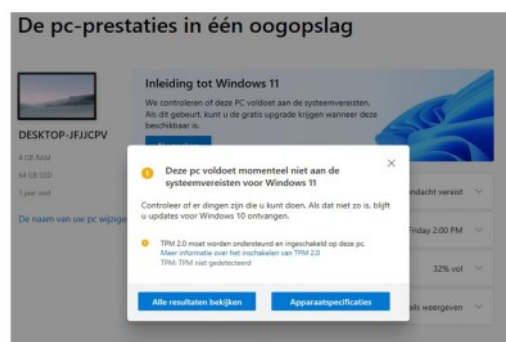 De pc-prestaties in één oogopslag
Inleiding tot Windows 11
We controleren of deze PC voldoet aan de systeemvereisten.
Als dit gebeurt, kunt u de gratis upgrade krijgen wanneer deze
beschikbaar is.
DESKTOP-JFJJCPV
4 GB RAM
64 GB SSD
1 jaar oud
De naam van uw pc wijzige
Deze pc voldoet momenteel niet aan de
systeemvereisten voor Windows 11
Controleer of er dingen zijn die u kunt doen. Als dat niet zo is, blijft
u updates voor Windows 10 ontvangen.
TPM 2.0 moet worden ondersteund en ingeschakeld op deze pc.
Meer informatie over het inschakelen van TPM 2.0
TPM: TPM niet gedetecteerd
Alle resultaten bekijken
Apparaatspecificaties
ndacht vereist
Friday 2:00 PM
32% vol
ails weergeven